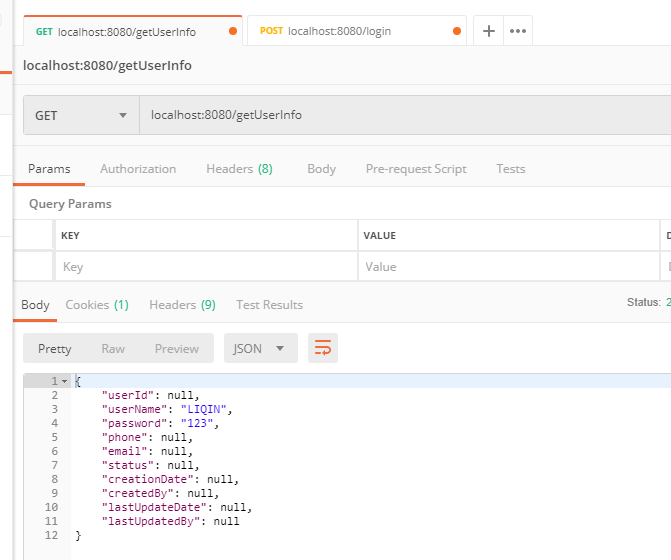 GET localhost:8080/getUserInfo POST localhost:8080/login + •••
localhost:8080/getUserInfo
GET localhost:8080/getUserInfo
Params Authorization Headers (8) Body Pre-request Script Tests
Query Params
KEY VALUE D
Key Value
Body Cookies (1) Headers (9) Test Results Status: 2
Pretty Raw Preview JSON
1 {
2 "userId": null,
3 "userName": "LIQIN",
4 "password": "123",
5 "phone": null,
6 "email": null,
7 "status": null,
8 "creationDate": null,
9 "createdBy": null,
10 "lastUpdateDate": null,
11 "lastUpdatedBy": null
12 }